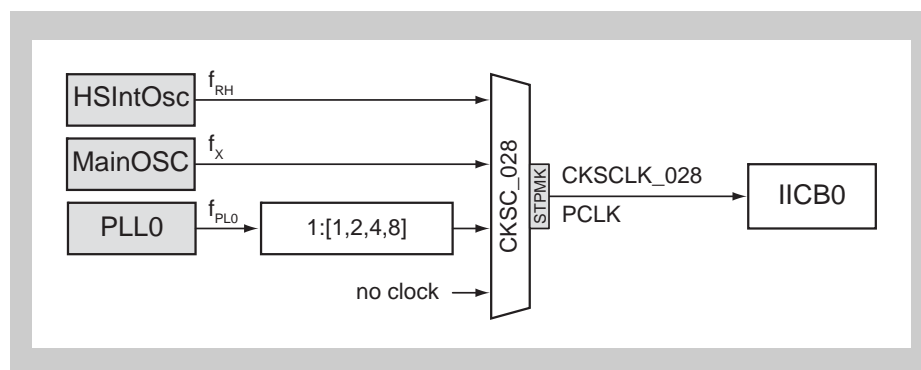 HSIntOsc
f_RH
MainOSC
f_X
PLL0
f_PL0
1:[1,2,4,8]
no clock
CKSC_028
STPMK
CKSCLK_028
PCLK
IICB0